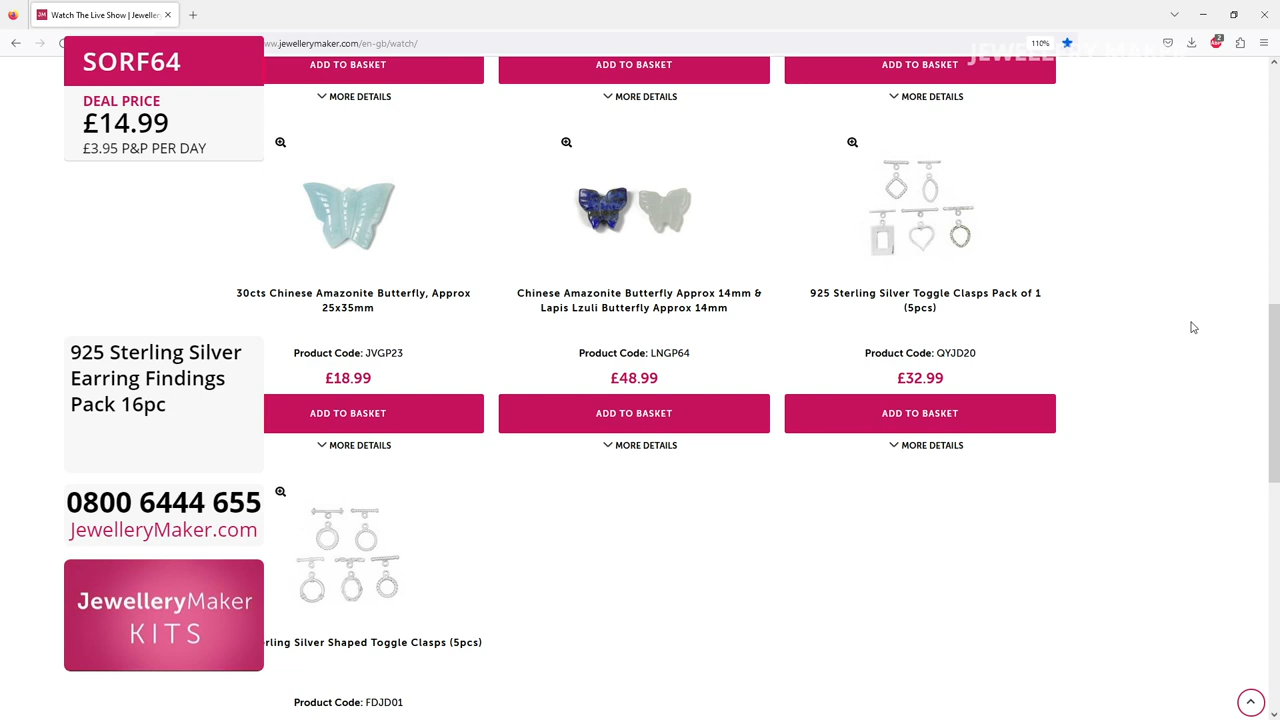 Watch The Live Show | Jeweller
ww.jewellerymaker.com/en-gb/watch/
110%
2
JEWELLERY MAKER
SORF64
DEAL PRICE
£14.99
£3.95 P&P PER DAY
ADD TO BASKET
ADD TO BASKET
ADD TO BASKET
MORE DETAILS
MORE DETAILS
MORE DETAILS
30cts Chinese Amazonite Butterfly, Approx
25x35mm
Product Code: JVGP23
£18.99
ADD TO BASKET
MORE DETAILS
Chinese Amazonite Butterfly Approx 14mm &
Lapis Lzuli Butterfly Approx 14mm
Product Code: LNGP64
£48.99
ADD TO BASKET
MORE DETAILS
925 Sterling Silver Toggle Clasps Pack of 1
(5pcs)
Product Code: QYJD20
£32.99
ADD TO BASKET
MORE DETAILS
925 Sterling Silver
Earring Findings
Pack 16pc
0800 6444 655
JewelleryMaker.com
JewelleryMaker
KITS
erling Silver Shaped Toggle Clasps (5pcs)
Product Code: FDJD01